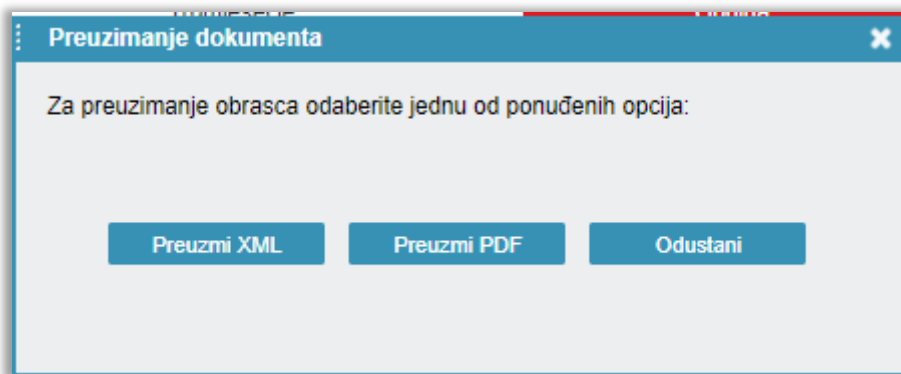 Preuzimanje dokumenta
Za preuzimanje obrasca odaberite jednu od ponuđenih opcija:
Preuzmi XML
Preuzmi PDF
Odustani